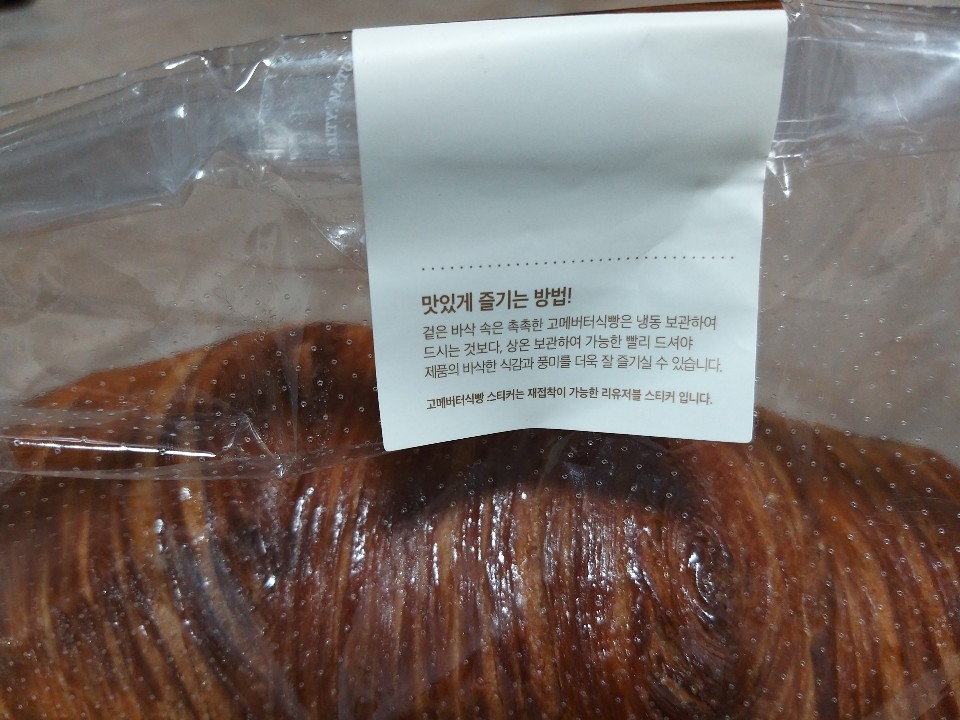 맛있게 즐기는 방법!
겉은 바삭 속은 촉촉한 고메버터식빵은 냉동 보관하여
드시는 것보다, 상온 보관하여 가능한 빨리 드셔야
제품의 바삭한 식감과 풍미를 더욱 잘 즐기실 수 있습니다.
고메버터식빵 스티커는 재접착이 가능한 리유저블 스티커 입니다.